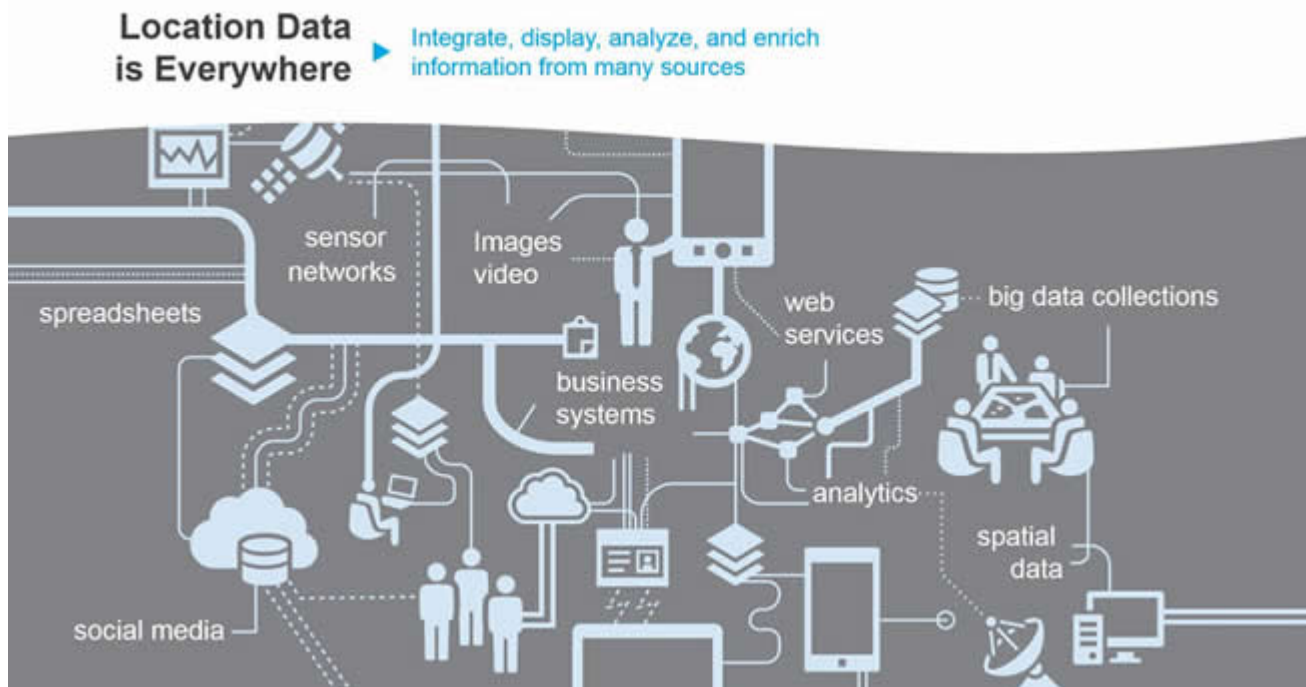 Location Data
is Everywhere
Integrate, display, analyze, and enrich
information from many sources
sensor
networks
Images
video
spreadsheets
web
services
big data collections
business
systems
analytics
spatial
data
social media